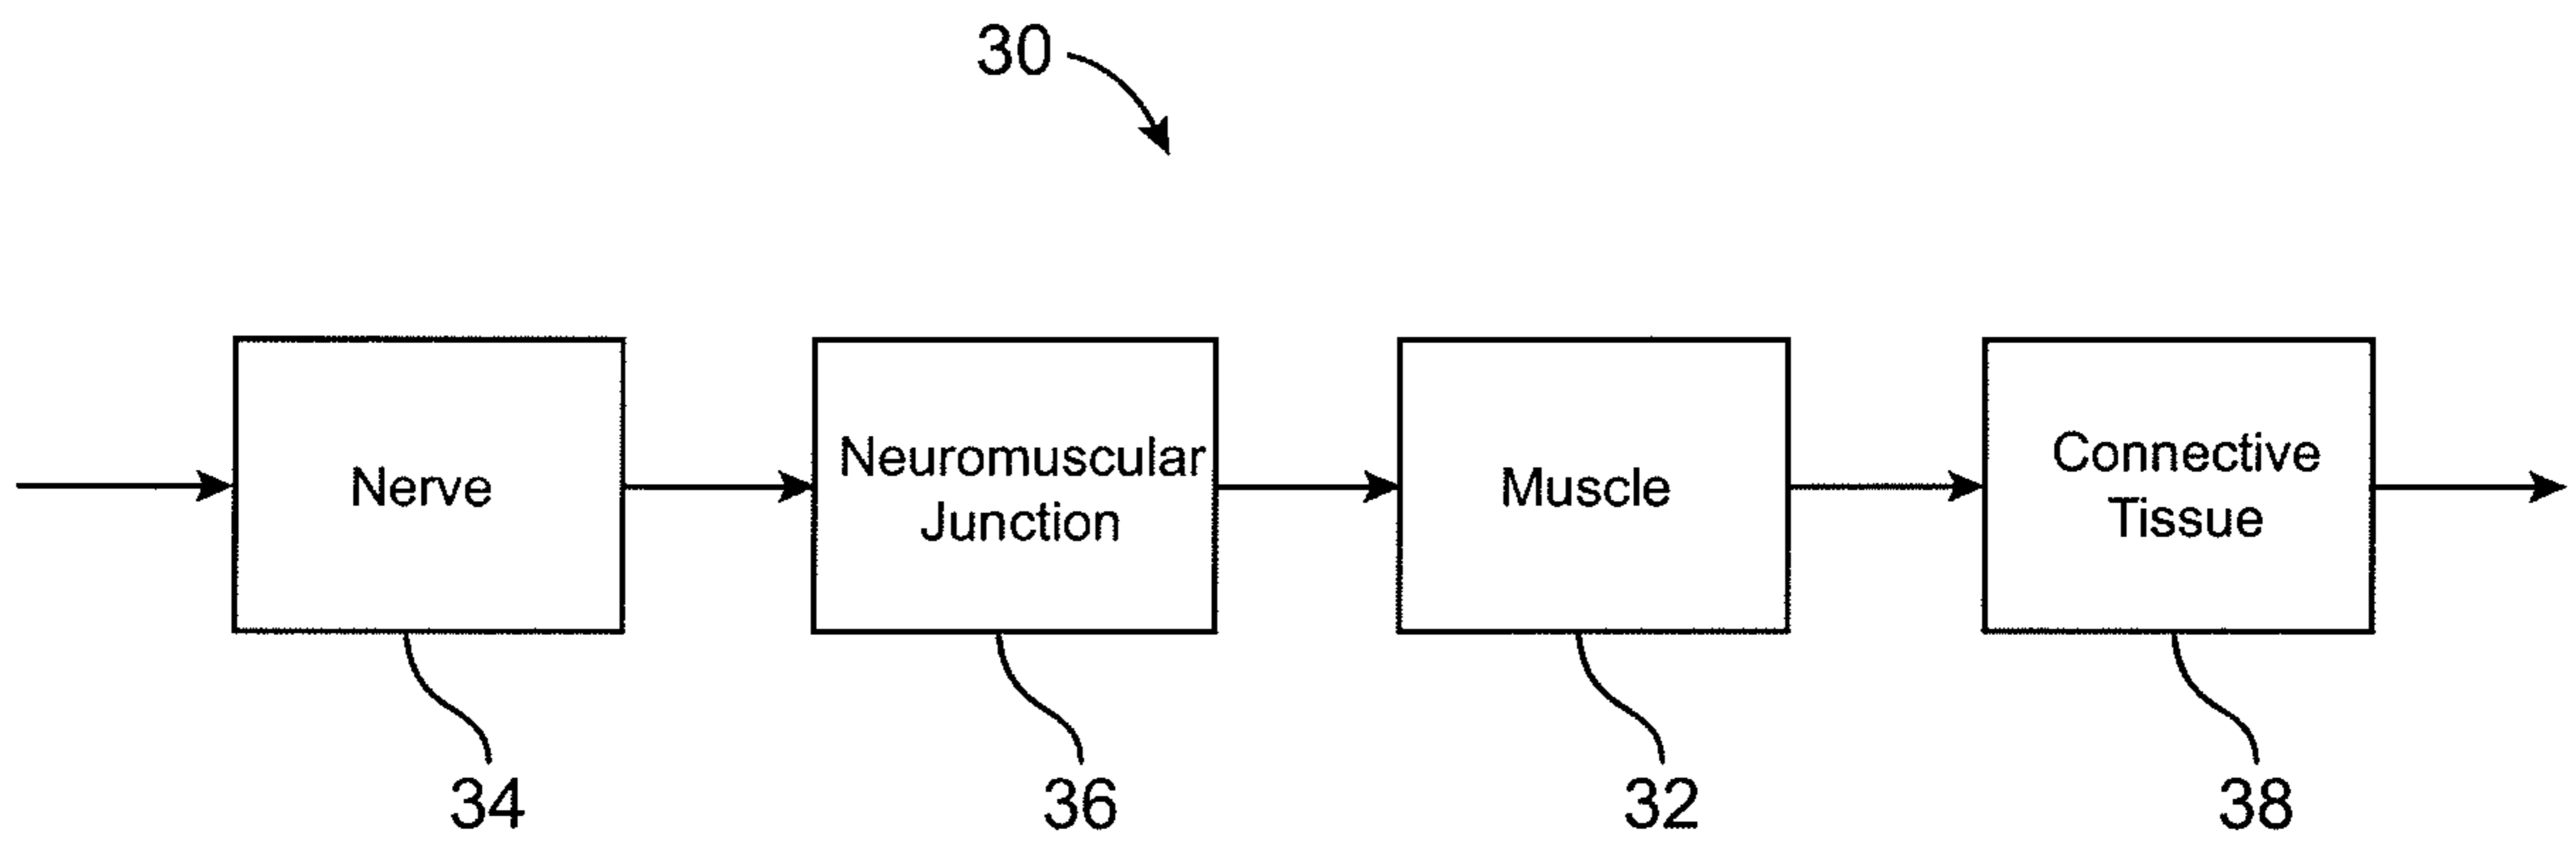 30
Nerve
Neuromuscular
Junction
Muscle
Connective
Tissue
34
36
32
38